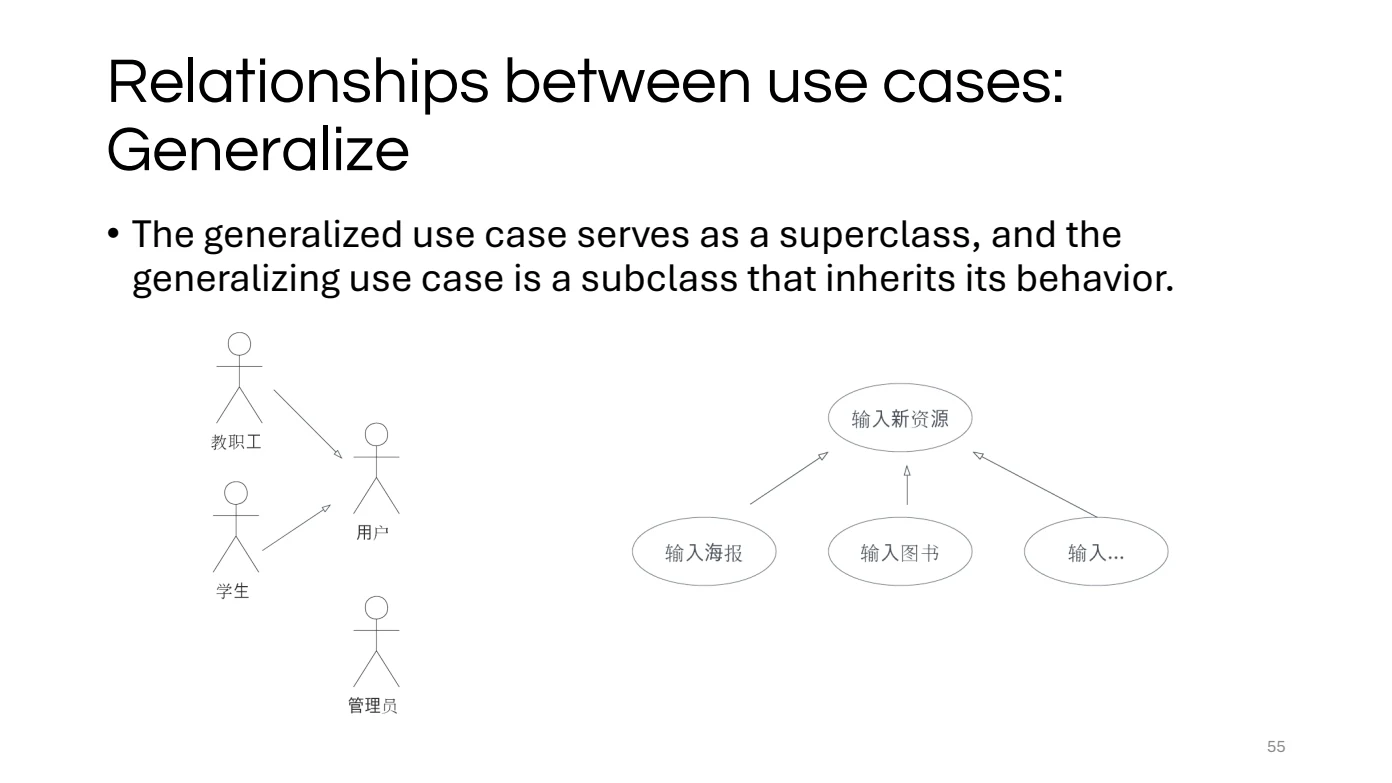 Relationships between use cases:
Generalize
• The generalized use case serves as a superclass, and the
generalizing use case is a subclass that inherits its behavior.
教职工
用户
学生
管理员
输入新资源
输入海报
输入图书
输入...
55